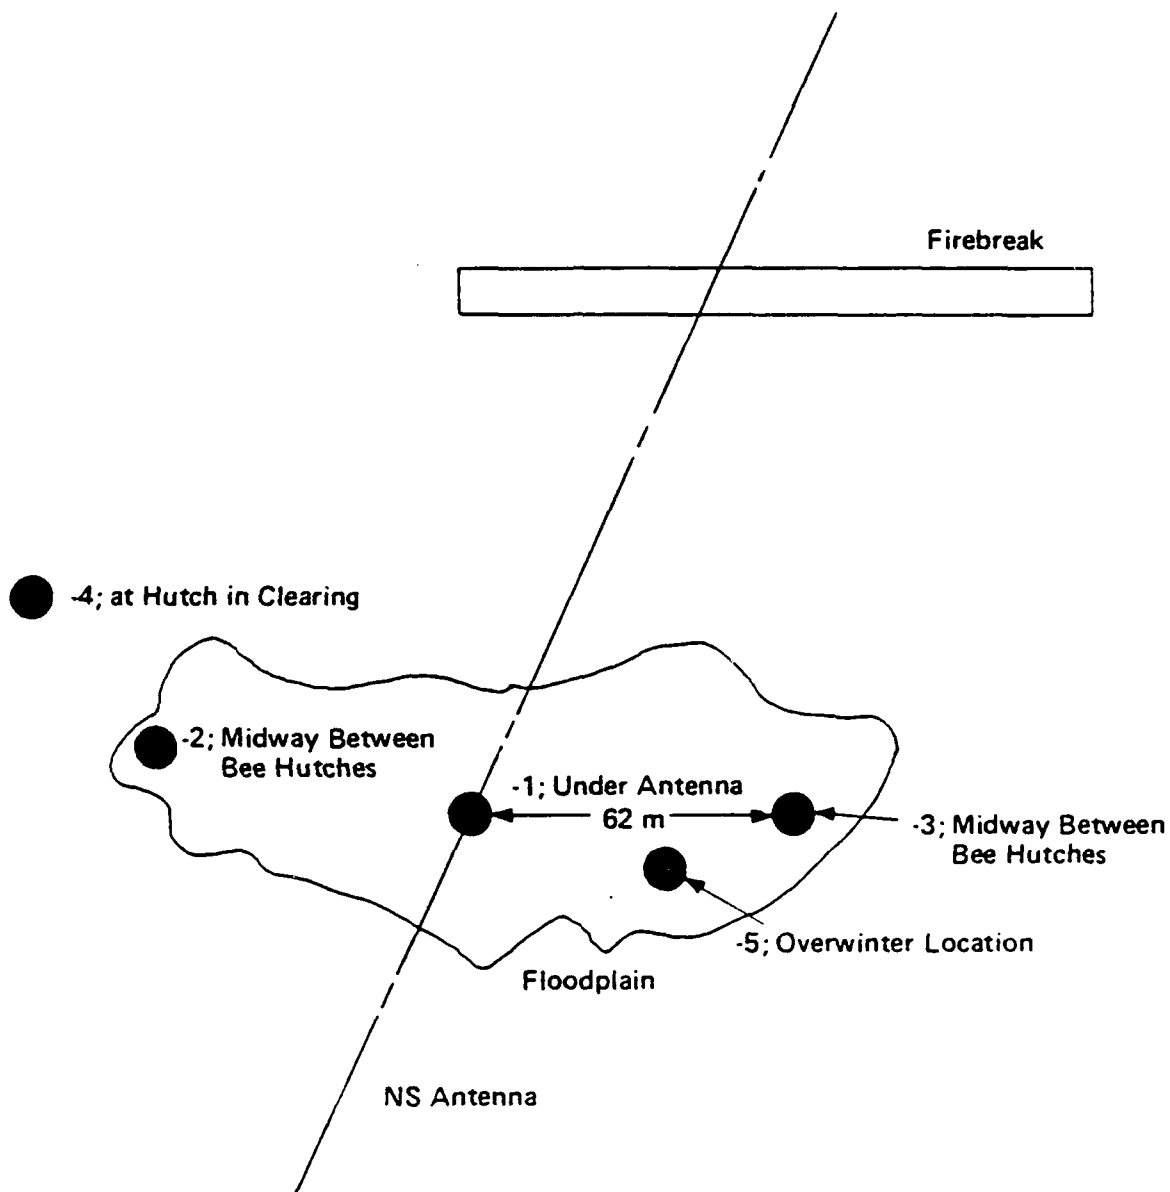 Firebreak
-4; at Hutch in Clearing
-2; Midway Between
Bee Hutches
-1; Under Antenna
62 m
-3; Midway Between
Bee Hutches
-5; Overwinter Location
Floodplain
NS Antenna